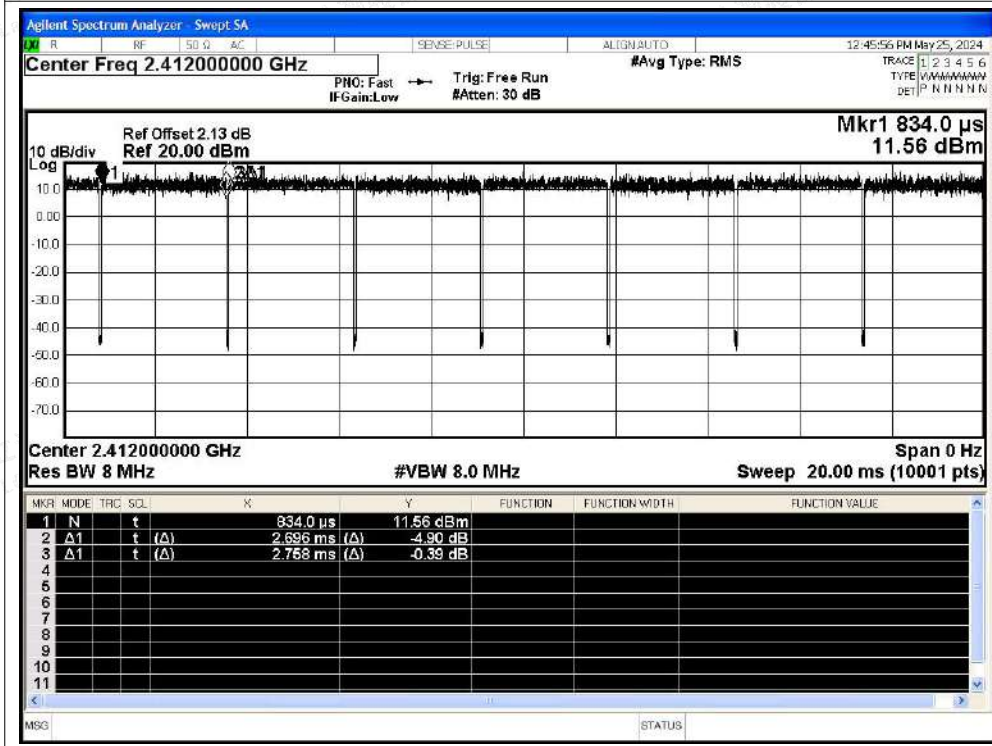 Agilent Spectrum Analyzer - Swept SA
LXI R RF 50 Ω AC SENSE:PULSE ALIGN AUTO 12:45:56 PM May 25, 2024
Center Freq 2.412000000 GHz #Avg Type: RMS TRACE 1 2 3 4 5 6
PNO: Fast Trig: Free Run TYPE WWWWWW
IFGain:Low #Atten: 30 dB DET P N N N N N
Mkr1 834.0 µs
Ref Offset 2.13 dB
10 dB/div Ref 20.00 dBm 11.56 dBm
Log
1 2Δ1 3Δ1
10.0
0.00
-10.0
-20.0
-30.0
-40.0
-50.0
-60.0
-70.0
Center 2.412000000 GHz Span 0 Hz
Res BW 8 MHz #VBW 8.0 MHz Sweep 20.00 ms (10001 pts)
MKR MODE TRC SCL X Y FUNCTION FUNCTION WIDTH FUNCTION VALUE
1 N t 834.0 µs 11.56 dBm
2 Δ1 t (Δ) 2.696 ms (Δ) -4.90 dB
3 Δ1 t (Δ) 2.758 ms (Δ) -0.39 dB
4
5
6
7
8
9
10
11
MSG STATUS